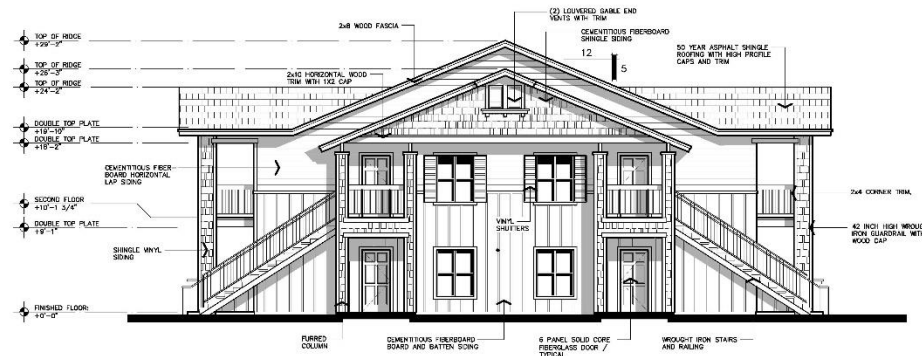 (2) LOUVERED GABLE END
VENTS WITH TRIM
2x8 WOOD FASCIA
CEMENTITIOUS FIBERBOARD
SHINGLE SIDING
12
5
TOP OF RIDGE
+29'-2"
50 YEAR ASPHALT SHINGLE
ROOFING WITH HIGH PROFILE
CAPS AND TRIM
TOP OF RIDGE
+25'-3"
2x10 HORIZONTAL WOOD
TRIM WITH 1X2 CAP
TOP OF RIDGE
+24'-2"
DOUBLE TOP PLATE
+19'-10"
DOUBLE TOP PLATE
+18'-2"
CEMENTITIOUS FIBER
BOARD HORIZONTAL
LAP SIDING
2x4 CORNER TRIM,
SECOND FLOOR
+10'-1 3/4"
DOUBLE TOP PLATE
+9'-1"
VINYL
SHUTTERS
42 INCH HIGH WROUG
IRON GUARDRAIL WITH
WOOD CAP
SHINGLE VINYL
SIDING
FINISHED FLOOR:
+0'-0"
FURRED
COLUMN
CEMENTITIOUS FIBERBOARD
BOARD AND BATTEN SIDING
6 PANEL SOLID CORE
FIBERGLASS DOOR /
TYPICAL
WROUGHT IRON STAIRS
AND RAILING